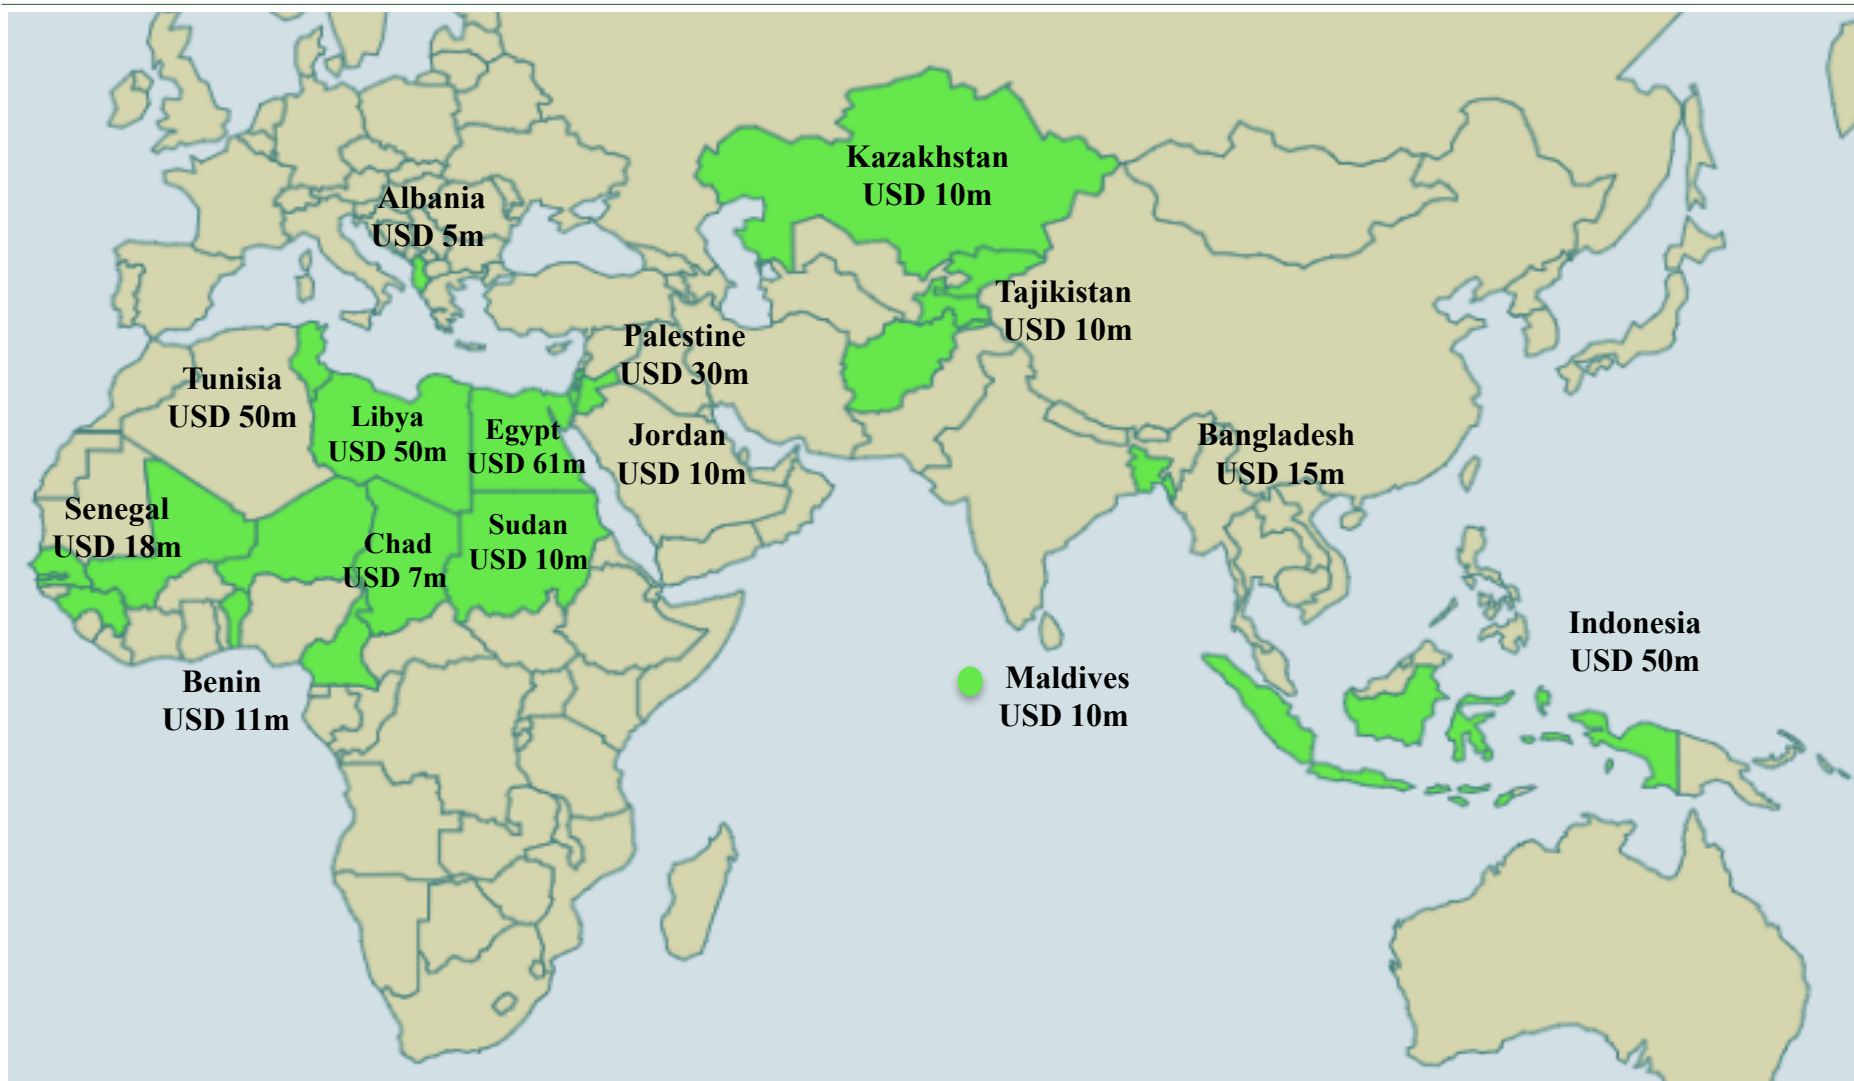 Kazakhstan
USD 10m
Albania
USD 5m
Tajikistan
USD 10m
Palestine
USD 30m
Tunisia
USD 50m
Libya
USD 50m
Egypt
USD 61m
Jordan
USD 10m
Bangladesh
USD 15m
Senegal
USD 18m
Chad
USD 7m
Sudan
USD 10m
Indonesia
USD 50m
Benin
USD 11m
Maldives
USD 10m